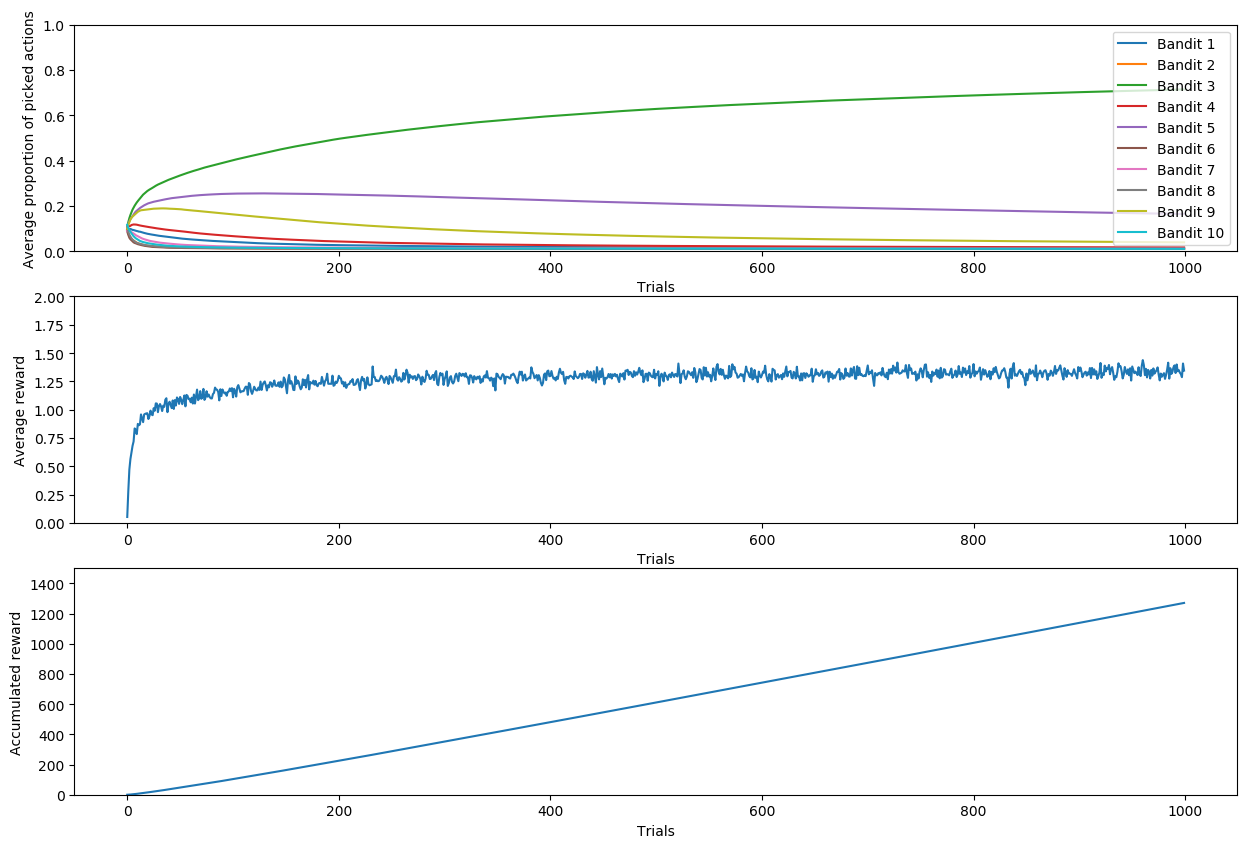 Average proportion of picked actions
1.0
0.8
0.6
0.4
0.2
0.0
Bandit 1
Bandit 2
Bandit 3
Bandit 4
Bandit 5
Bandit 6
Bandit 7
Bandit 8
Bandit 9
Bandit 10
0 200 400 600 800 1000
Trials
Average reward
2.00
1.75
1.50
1.25
1.00
0.75
0.50
0.25
0.00
0 200 400 600 800 1000
Trials
Accumulated reward
1400
1200
1000
800
600
400
200
0
0 200 400 600 800 1000
Trials